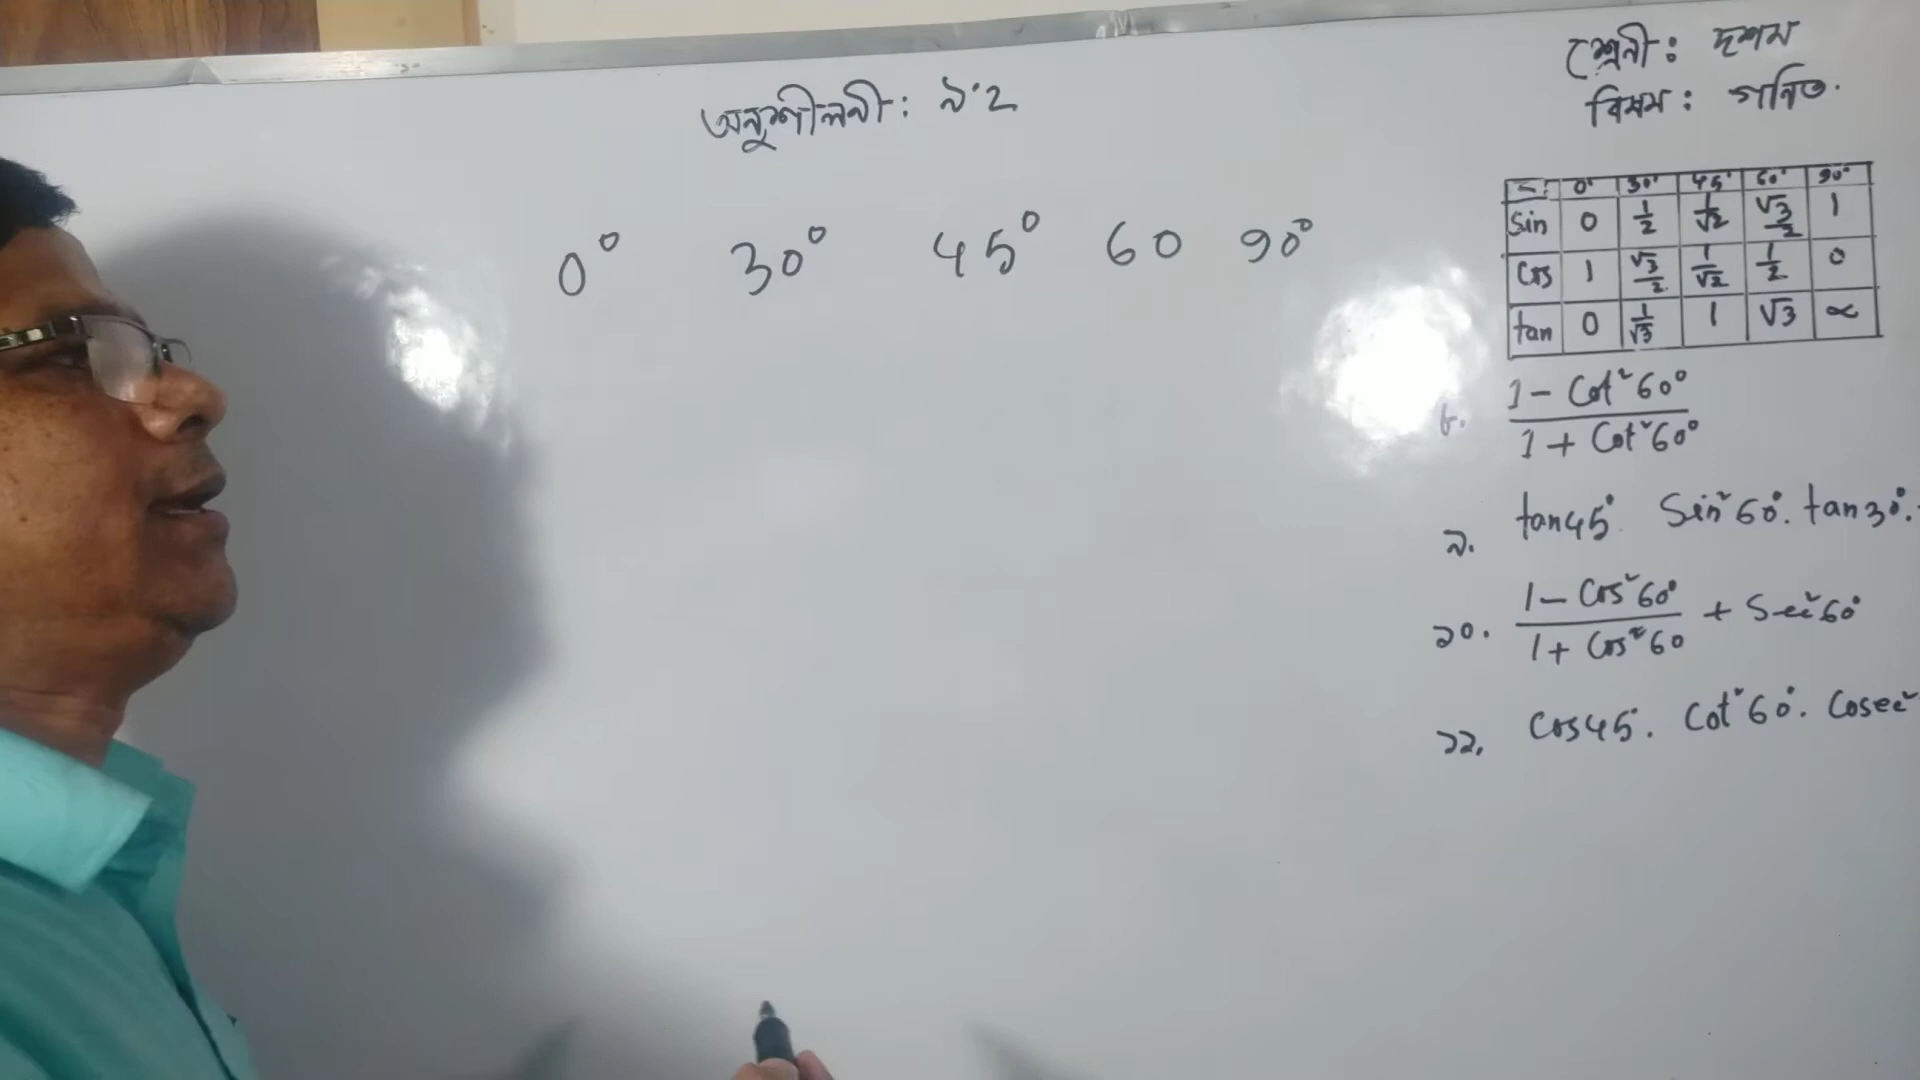 শ্রেনী: দশম
বিষয়: গনিত.
অনুশীলনী: ৯.2
0° 30° 45° 60 90°
0° 30° 45° 60° 90°
Sin 0 1/2 1/√2 √3/2 1
Cos 1 √3/2 1/√2 1/2 0
tan 0 1/√3 1 √3 ∝
৮. (1 - Cot²60°)/(1 + Cot²60°)
৯. tan45° Sin²60°. tan30°.
১০. (1 - Cos²60°)/(1 + Cos²60) + Sec²60°
১১. Cos45°. Cot²60°. Cosec²